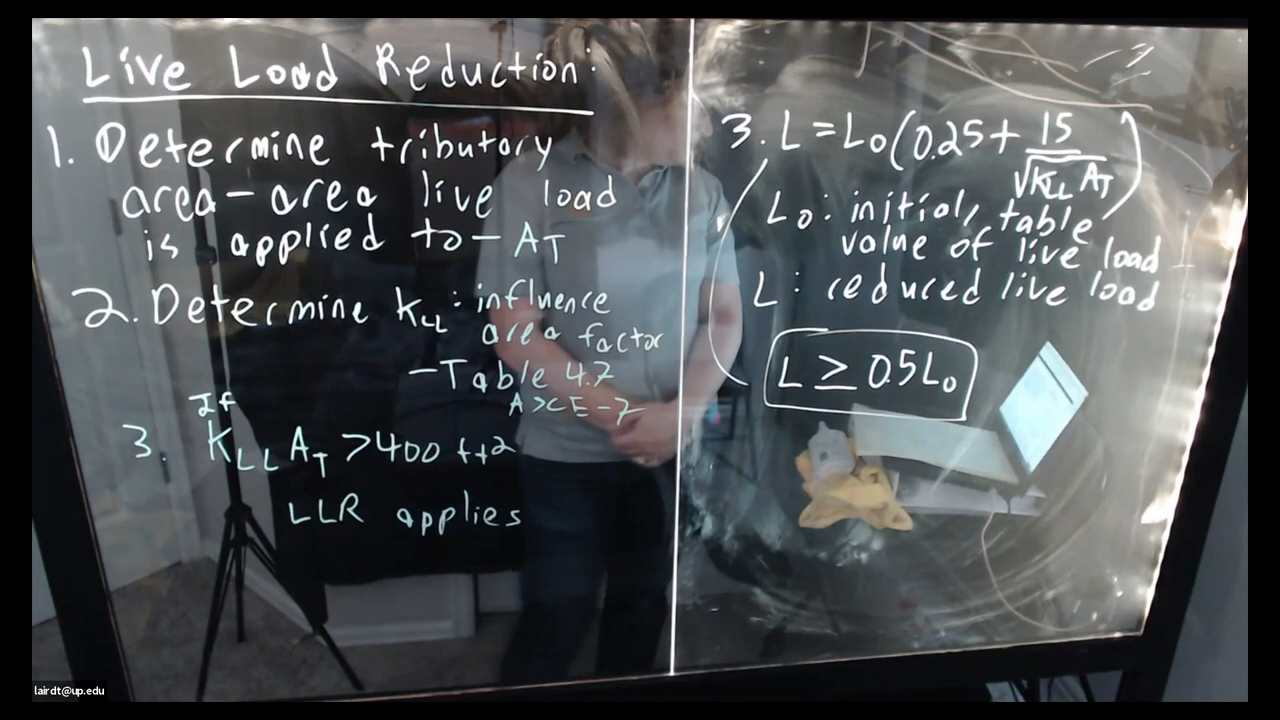 Live Load Reduction:
1. Determine tributary
area-area live load
is applied to - AT
2. Determine KLL : influence
area factor
-Table 4.7
ASCE-7
If
3. KLL AT >400 ft2
LLR applies
3. L=Lo(0.25+ 15/√KLL AT)
Lo: initial, table
value of live load
L: reduced live load
L ≥ 0.5Lo
lairdt@up.edu